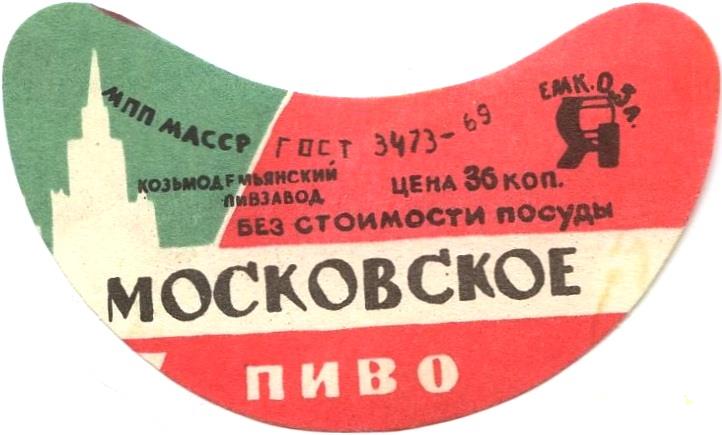 МПП МАССР ГОСТ 3473-69
ЕМК. 0,5 л.
КОЗЬМОДЕМЬЯНСКИЙ
ПИВЗАВОД
ЦЕНА 36 КОП.
БЕЗ СТОИМОСТИ ПОСУДЫ
МОСКОВСКОЕ
ПИВО